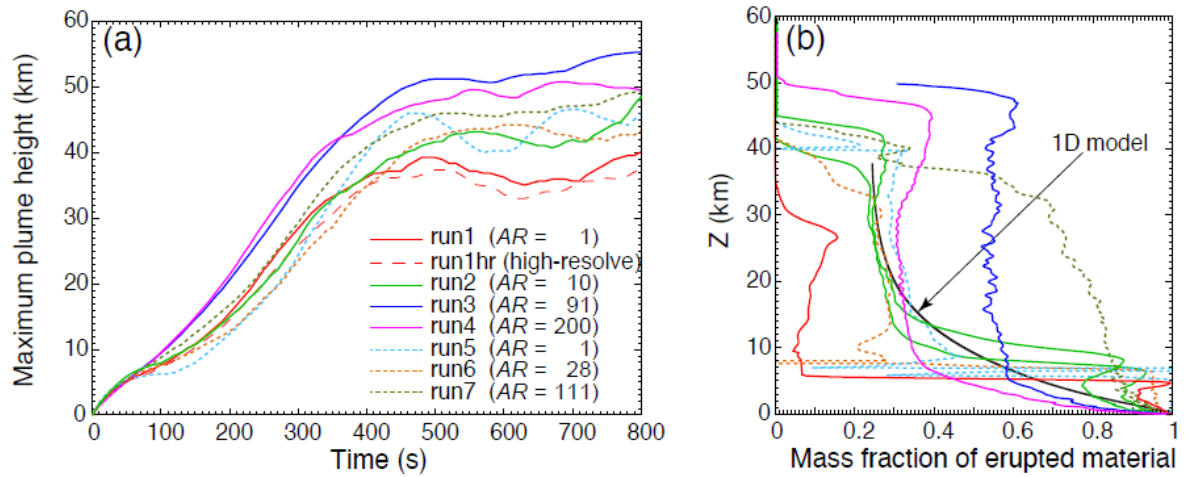 (a)
Maximum plume height (km)
60
50
40
30
20
10
0
run1 (AR = 1)
run1hr (high-resolve)
run2 (AR = 10)
run3 (AR = 91)
run4 (AR = 200)
run5 (AR = 1)
run6 (AR = 28)
run7 (AR = 111)
0 100 200 300 400 500 600 700 800
Time (s)
(b)
Z (km)
60
50
40
30
20
10
0
1D model
0 0.2 0.4 0.6 0.8 1
Mass fraction of erupted material